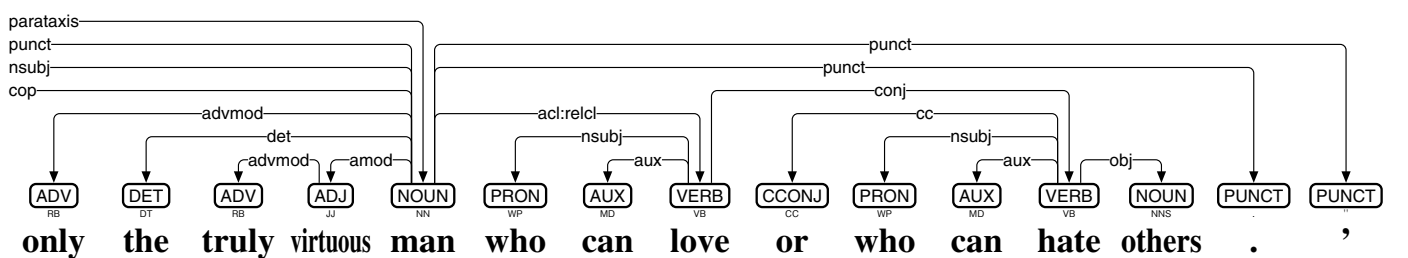 parataxis
punct punct
nsubj punct
cop conj
advmod acl:relcl cc
det nsubj nsubj
advmod amod aux aux obj
ADV DET ADV ADJ NOUN PRON AUX VERB CCONJ PRON AUX VERB NOUN PUNCT PUNCT
RB DT RB JJ NN WP MD VB CC WP MD VB NNS . ''
only the truly virtuous man who can love or who can hate others . ’